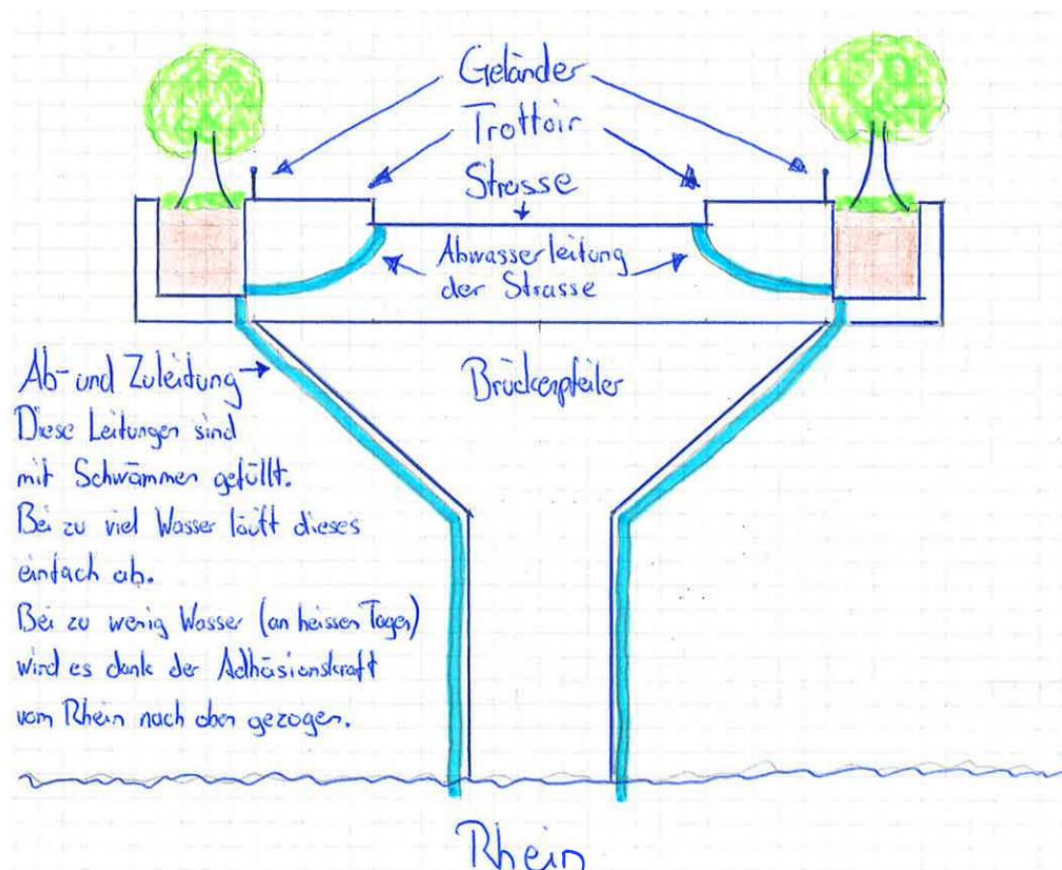 Geländer
Trottoir
Strasse
Abwasserleitung
der Strasse
Brückenpfeiler
Ab- und Zuleitung
Diese Leitungen sind
mit Schwämmen gefüllt.
Bei zu viel Wasser läuft dieses
einfach ab.
Bei zu wenig Wasser (an heissen Tagen)
wird es dank der Adhäsionskraft
vom Rhein nach oben gezogen.
Rhein